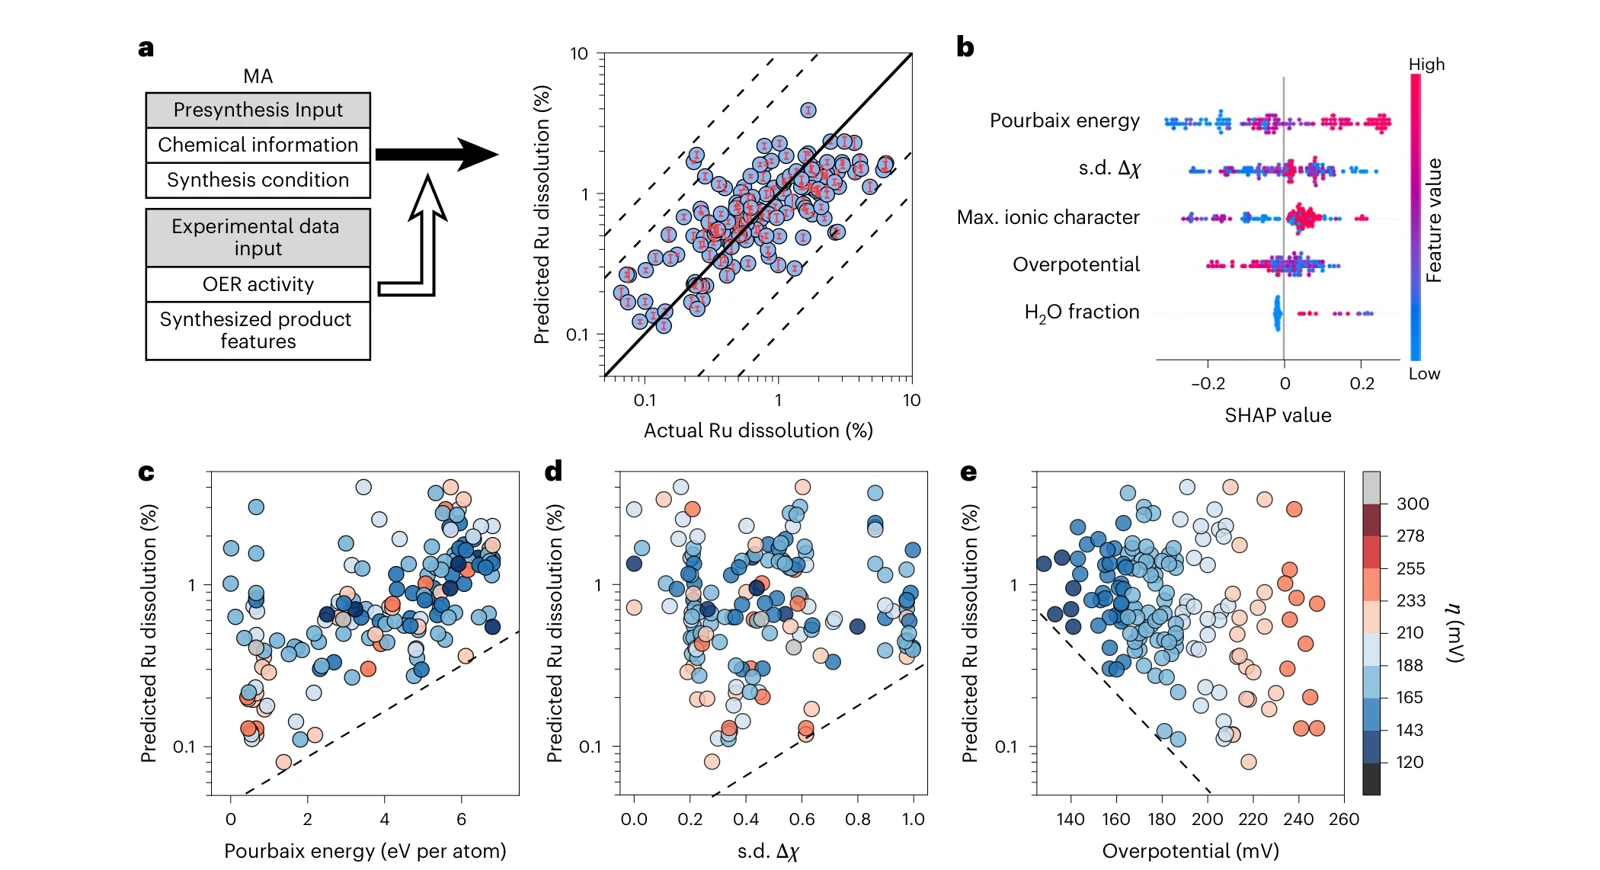 a
MA
Presynthesis Input
Chemical information
Synthesis condition
Experimental data
input
OER activity
Synthesized product
features
Predicted Ru dissolution (%)
10
1
0.1
0.1
1
10
Actual Ru dissolution (%)
b
Pourbaix energy
s.d. Δχ
Max. ionic character
Overpotential
H₂O fraction
−0.2
0
0.2
SHAP value
High
Feature value
Low
c
Predicted Ru dissolution (%)
1
0.1
0
2
4
6
Pourbaix energy (eV per atom)
d
Predicted Ru dissolution (%)
1
0.1
0.0
0.2
0.4
0.6
0.8
1.0
s.d. Δχ
e
Predicted Ru dissolution (%)
1
0.1
140
160
180
200
220
240
260
Overpotential (mV)
300
278
255
233
210
188
165
143
120
η (mV)